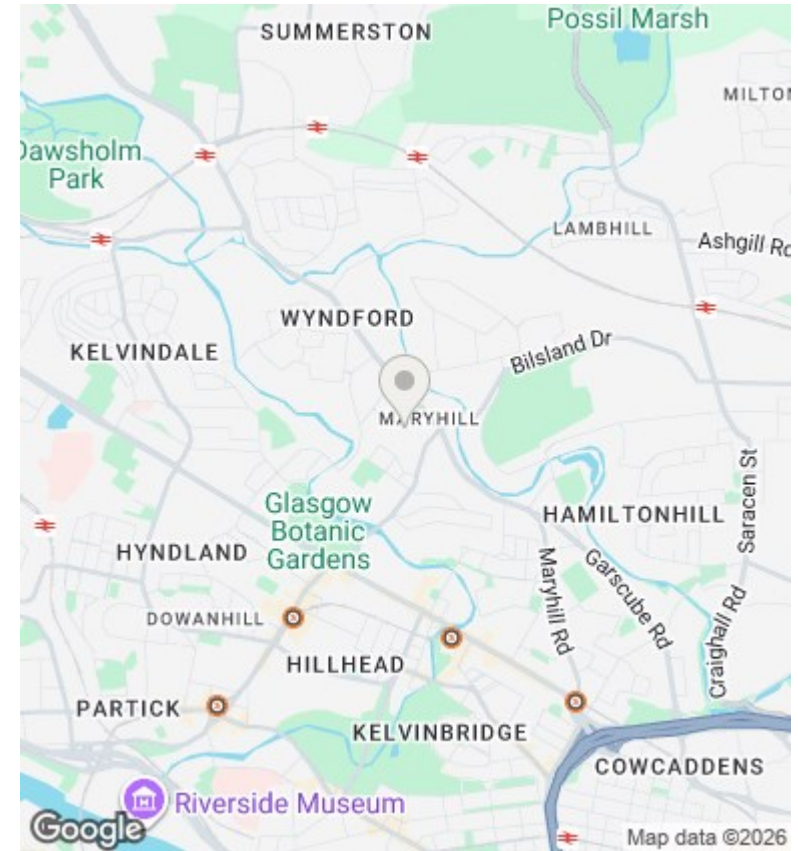 Possil Marsh
SUMMERSTON
MILTON
Dawsholm
Park
LAMBHILL
Ashgill Rd
WYNDFORD
KELVINDALE
Bilsland Dr
MARYHILL
Saracen St
Glasgow
Botanic
Gardens
HAMILTONHILL
HYNDLAND
Maryhill Rd
Garscube Rd
DOWANHILL
Craighall Rd
HILLHEAD
PARTICK
KELVINBRIDGE
COWCADDENS
Riverside Museum
Google
Map data ©2026